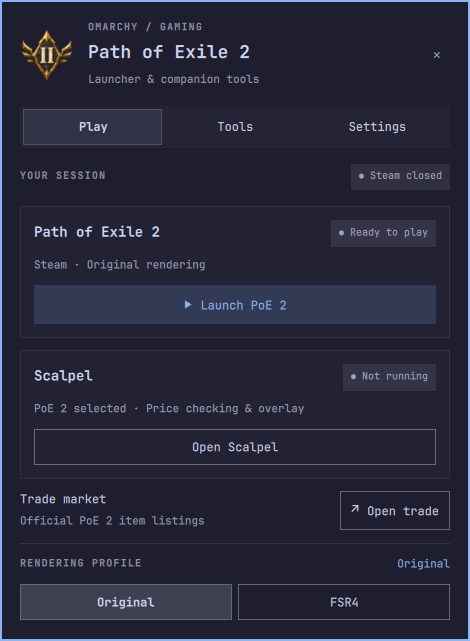 OMARCHY / GAMING
Path of Exile 2
×
Launcher & companion tools
Play Tools Settings
YOUR SESSION ● Steam closed
Path of Exile 2 ● Ready to play
Steam · Original rendering
▶ Launch PoE 2
Scalpel ● Not running
PoE 2 selected · Price checking & overlay
Open Scalpel
Trade market
Official PoE 2 item listings
↗ Open trade
RENDERING PROFILE Original
Original FSR4